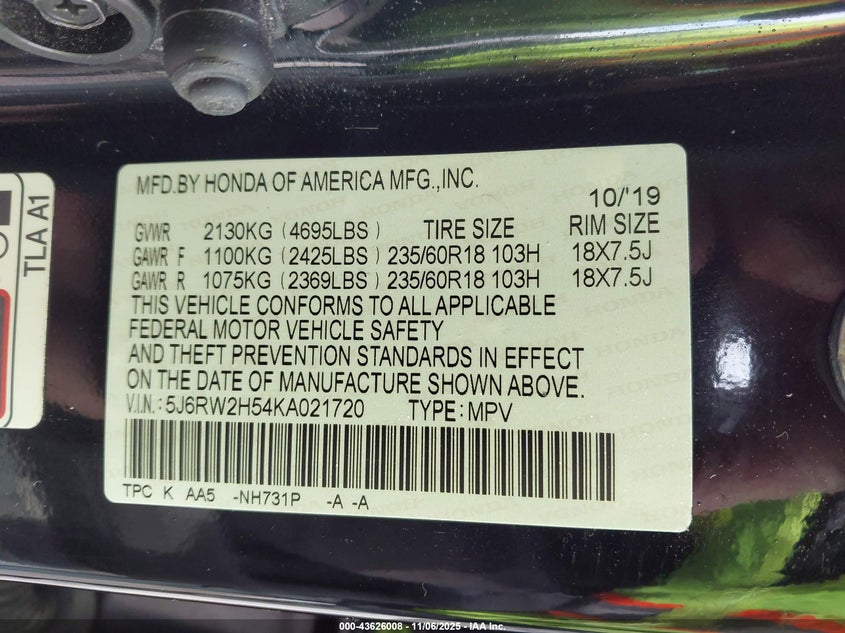 MFD.BY HONDA OF AMERICA MFG.,INC.
10/'19
GVWR 2130KG (4695LBS) TIRE SIZE RIM SIZE
GAWR F 1100KG (2425LBS) 235/60R18 103H 18X7.5J
GAWR R 1075KG (2369LBS) 235/60R18 103H 18X7.5J
THIS VEHICLE CONFORMS TO ALL APPLICABLE
FEDERAL MOTOR VEHICLE SAFETY
AND THEFT PREVENTION STANDARDS IN EFFECT
ON THE DATE OF MANUFACTURE SHOWN ABOVE.
V.I.N.: 5J6RW2H54KA021720 TYPE: MPV
TPC K AA5 -NH731P -A -A
TLA A1
000-43626008 - 11/06/2025 - IAA Inc.